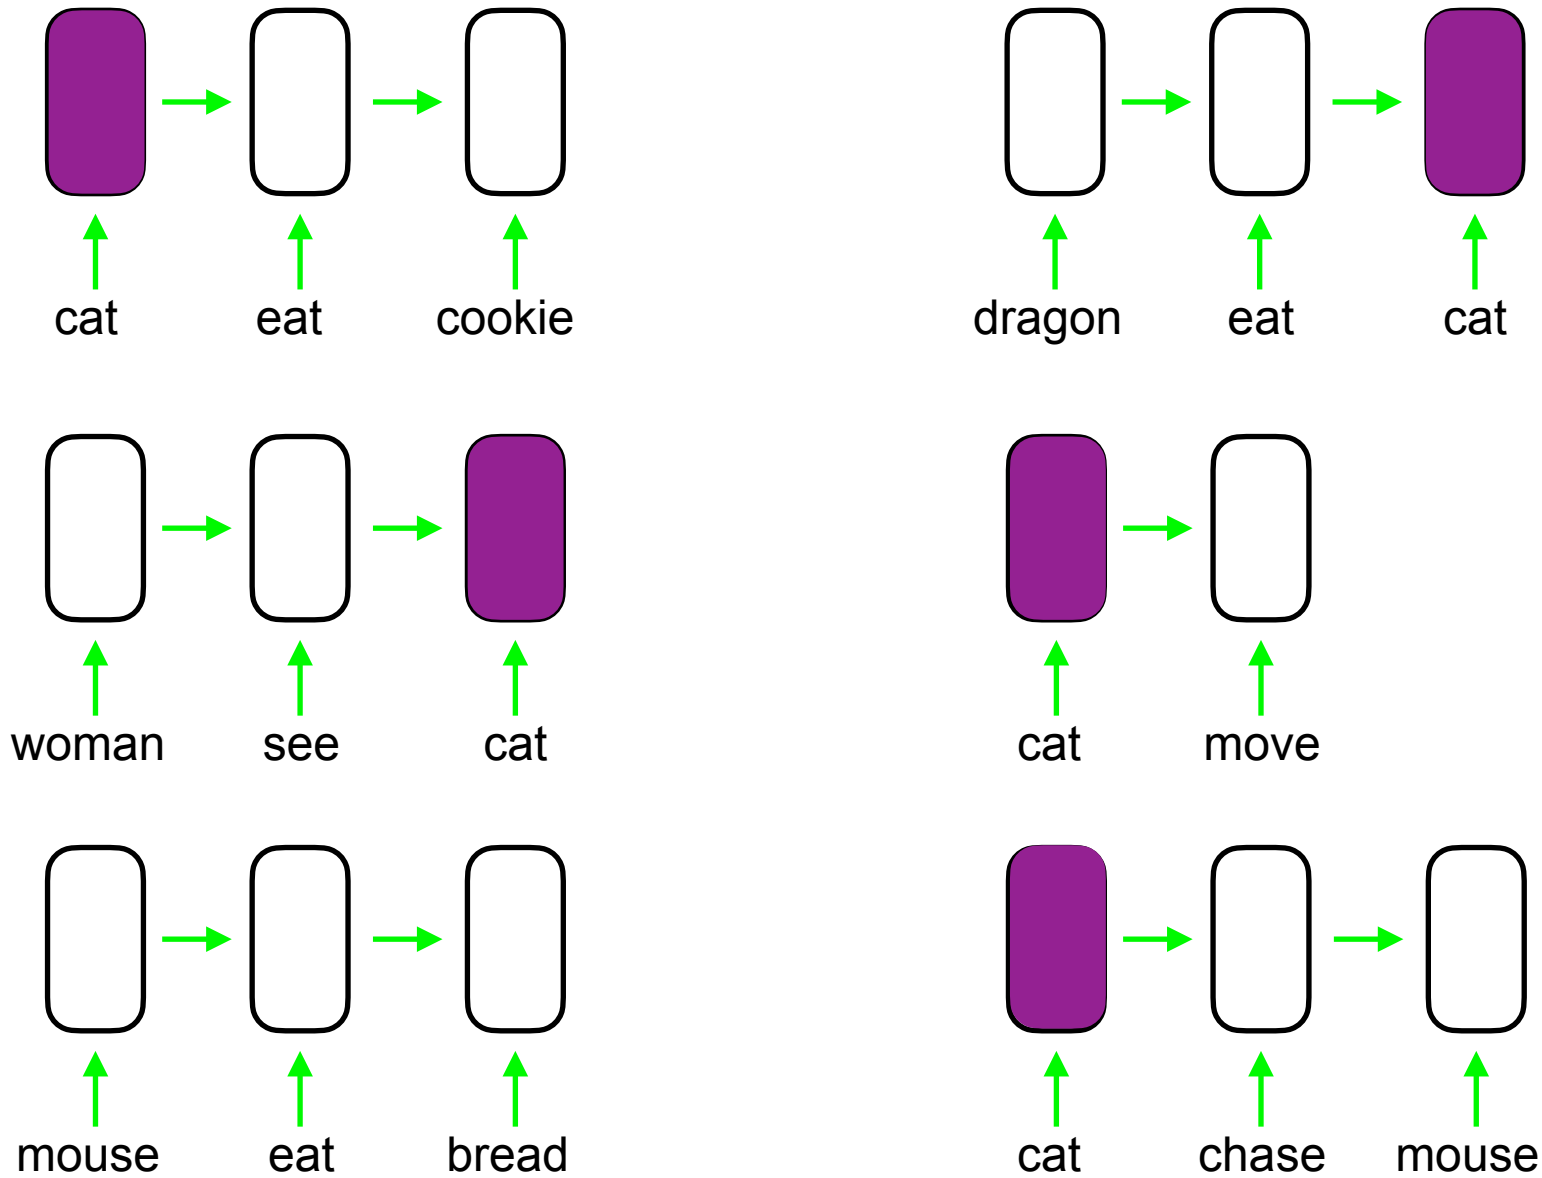 cat eat cookie
dragon eat cat
woman see cat
cat move
mouse eat bread
cat chase mouse